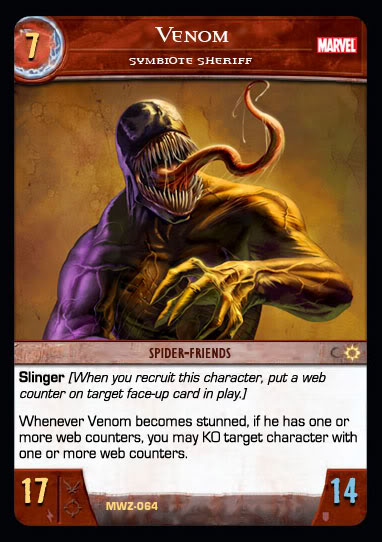 7
Venom
Symbiote Sheriff
MARVEL
SPIDER-FRIENDS
Slinger [When you recruit this character, put a web
counter on target face-up card in play.]
Whenever Venom becomes stunned, if he has one or
more web counters, you may KO target character with
one or more web counters.
17
MWZ-064
14